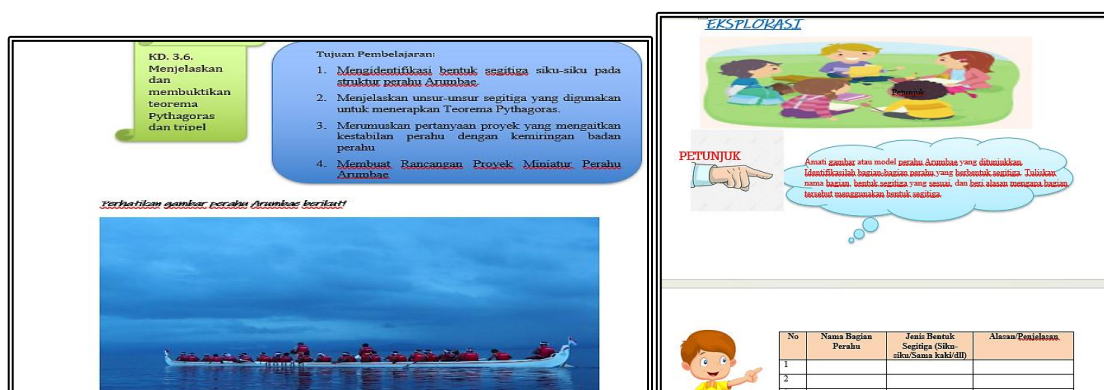 KD. 3.6.
Menjelaskan
dan
membuktikan
teorema
Pythagoras
dan tripel
Tujuan Pembelajaran:
1. Mengidentifikasi bentuk segitiga siku-siku pada
struktur perahu Arumbae.
2. Menjelaskan unsur-unsur segitiga yang digunakan
untuk menerapkan Teorema Pythagoras.
3. Merumuskan pertanyaan proyek yang mengaitkan
kestabilan perahu dengan kemiringan badan
perahu
4. Membuat Rancangan Proyek Miniatur Perahu
Arumbae
Perhatikan gambar perahu Arumbae berikut!
EKSPLORASI
Petunjuk
PETUNJUK
Amati gambar atau model perahu Arumbae yang ditunjukkan.
Identifikasilah bagian-bagian perahu yang berbentuk segitiga. Tuliskan
nama bagian, bentuk segitiga yang sesuai, dan beri alasan mengapa bagian
tersebut menggunakan bentuk segitiga.
No Nama Bagian Perahu Jenis Bentuk Segitiga (Siku-siku/Sama kaki/dll) Alasan/Penjelasan
1
2